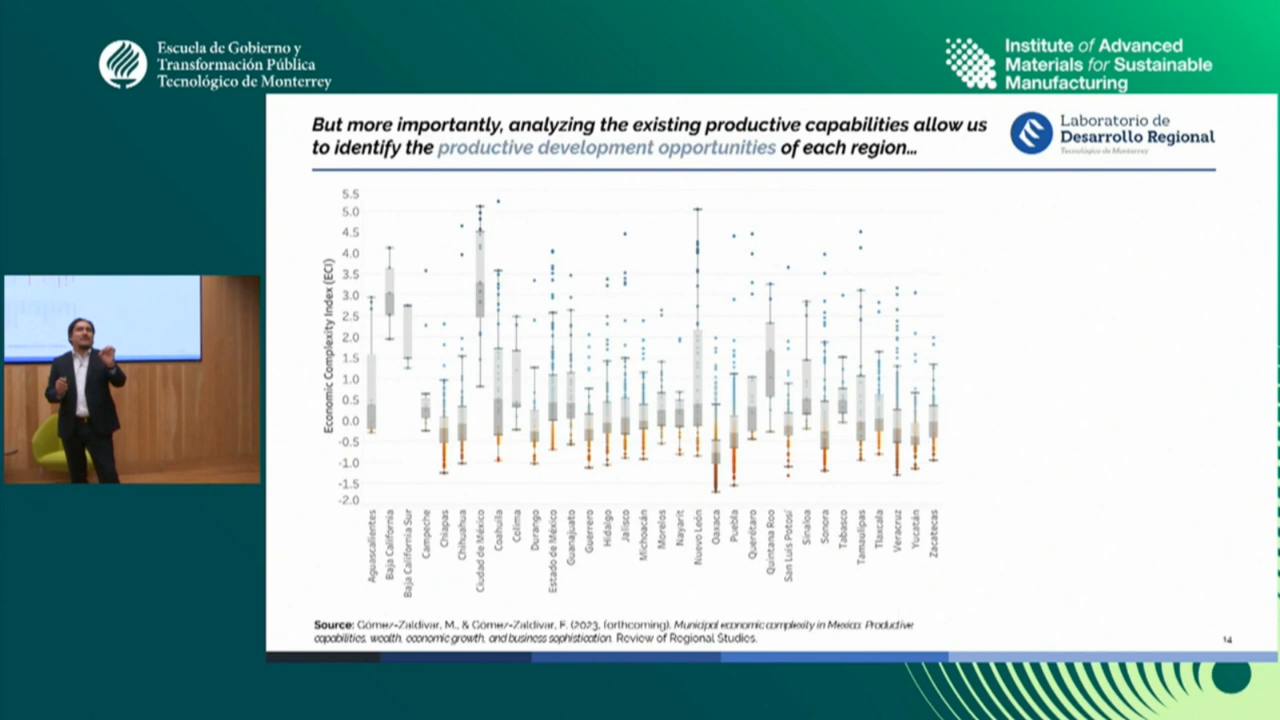 Escuela de Gobierno y
Transformación Pública
Tecnológico de Monterrey
Institute of Advanced
Materials for Sustainable
Manufacturing
But more importantly, analyzing the existing productive capabilities allow us
to identify the productive development opportunities of each region...
Laboratorio de
Desarrollo Regional
Tecnológico de Monterrey
Economic Complexity Index (ECI)
5.5
5.0
4.5
4.0
3.5
3.0
2.5
2.0
1.5
1.0
0.5
0.0
-0.5
-1.0
-1.5
-2.0
Aguascalientes
Baja California
Baja California Sur
Campeche
Chiapas
Chihuahua
Ciudad de México
Coahuila
Colima
Durango
Estado de México
Guanajuato
Guerrero
Hidalgo
Jalisco
Michoacán
Morelos
Nayarit
Nuevo León
Oaxaca
Puebla
Querétaro
Quintana Roo
San Luis Potosí
Sinaloa
Sonora
Tabasco
Tamaulipas
Tlaxcala
Veracruz
Yucatán
Zacatecas
Source: Gómez-Zaldívar, M., & Gómez-Zaldívar, F. (2023, forthcoming). Municipal economic complexity in Mexico: Productive
capabilities, wealth, economic growth, and business sophistication. Review of Regional Studies.
14